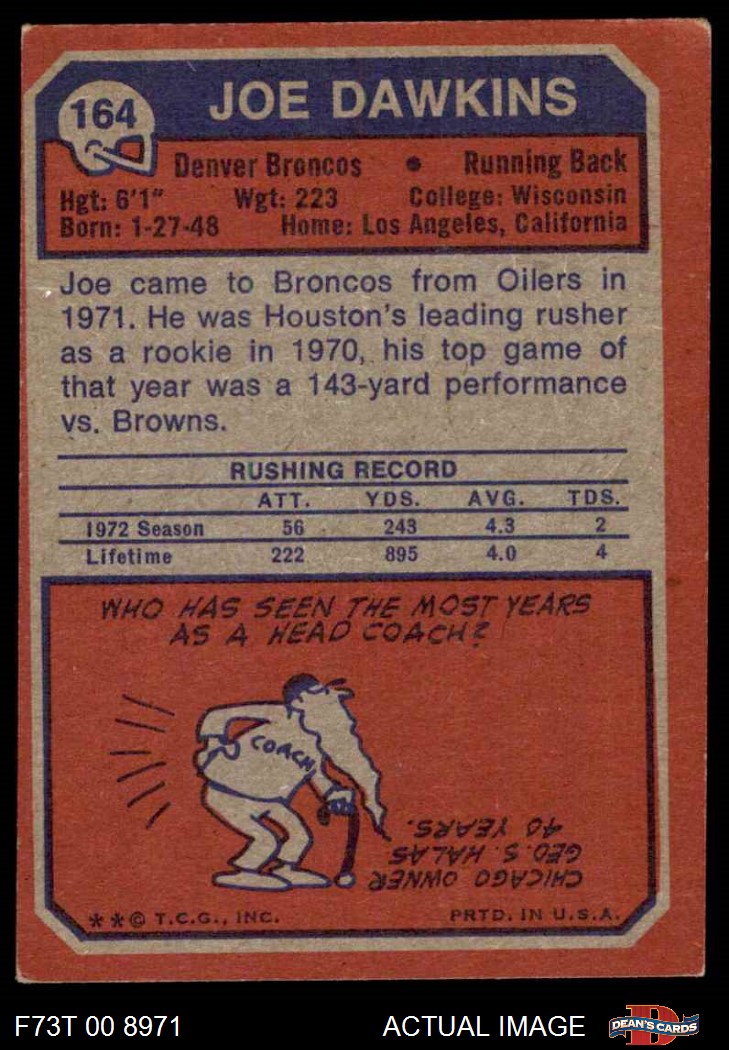 164
JOE DAWKINS
Denver Broncos • Running Back
Hgt: 6'1" Wgt: 223 College: Wisconsin
Born: 1-27-48 Home: Los Angeles, California
Joe came to Broncos from Oilers in
1971. He was Houston's leading rusher
as a rookie in 1970, his top game of
that year was a 143-yard performance
vs. Browns.
RUSHING RECORD
ATT. YDS. AVG. TDS.
1972 Season 56 243 4.3 2
Lifetime 222 895 4.0 4
WHO HAS SEEN THE MOST YEARS
AS A HEAD COACH?
COACH
CHICAGO OWNER
GEO. S. HALAS
40 YEARS.
**© T.C.G., INC. PRTD. IN U.S.A.
F73T 00 8971 ACTUAL IMAGE D DEAN'S CARDS